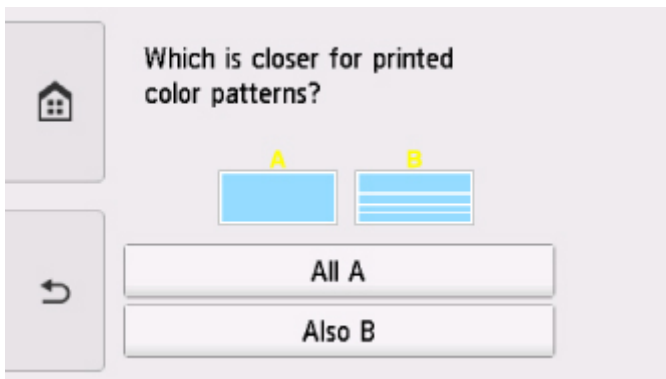 Which is closer for printed
color patterns?
A B
All A
Also B